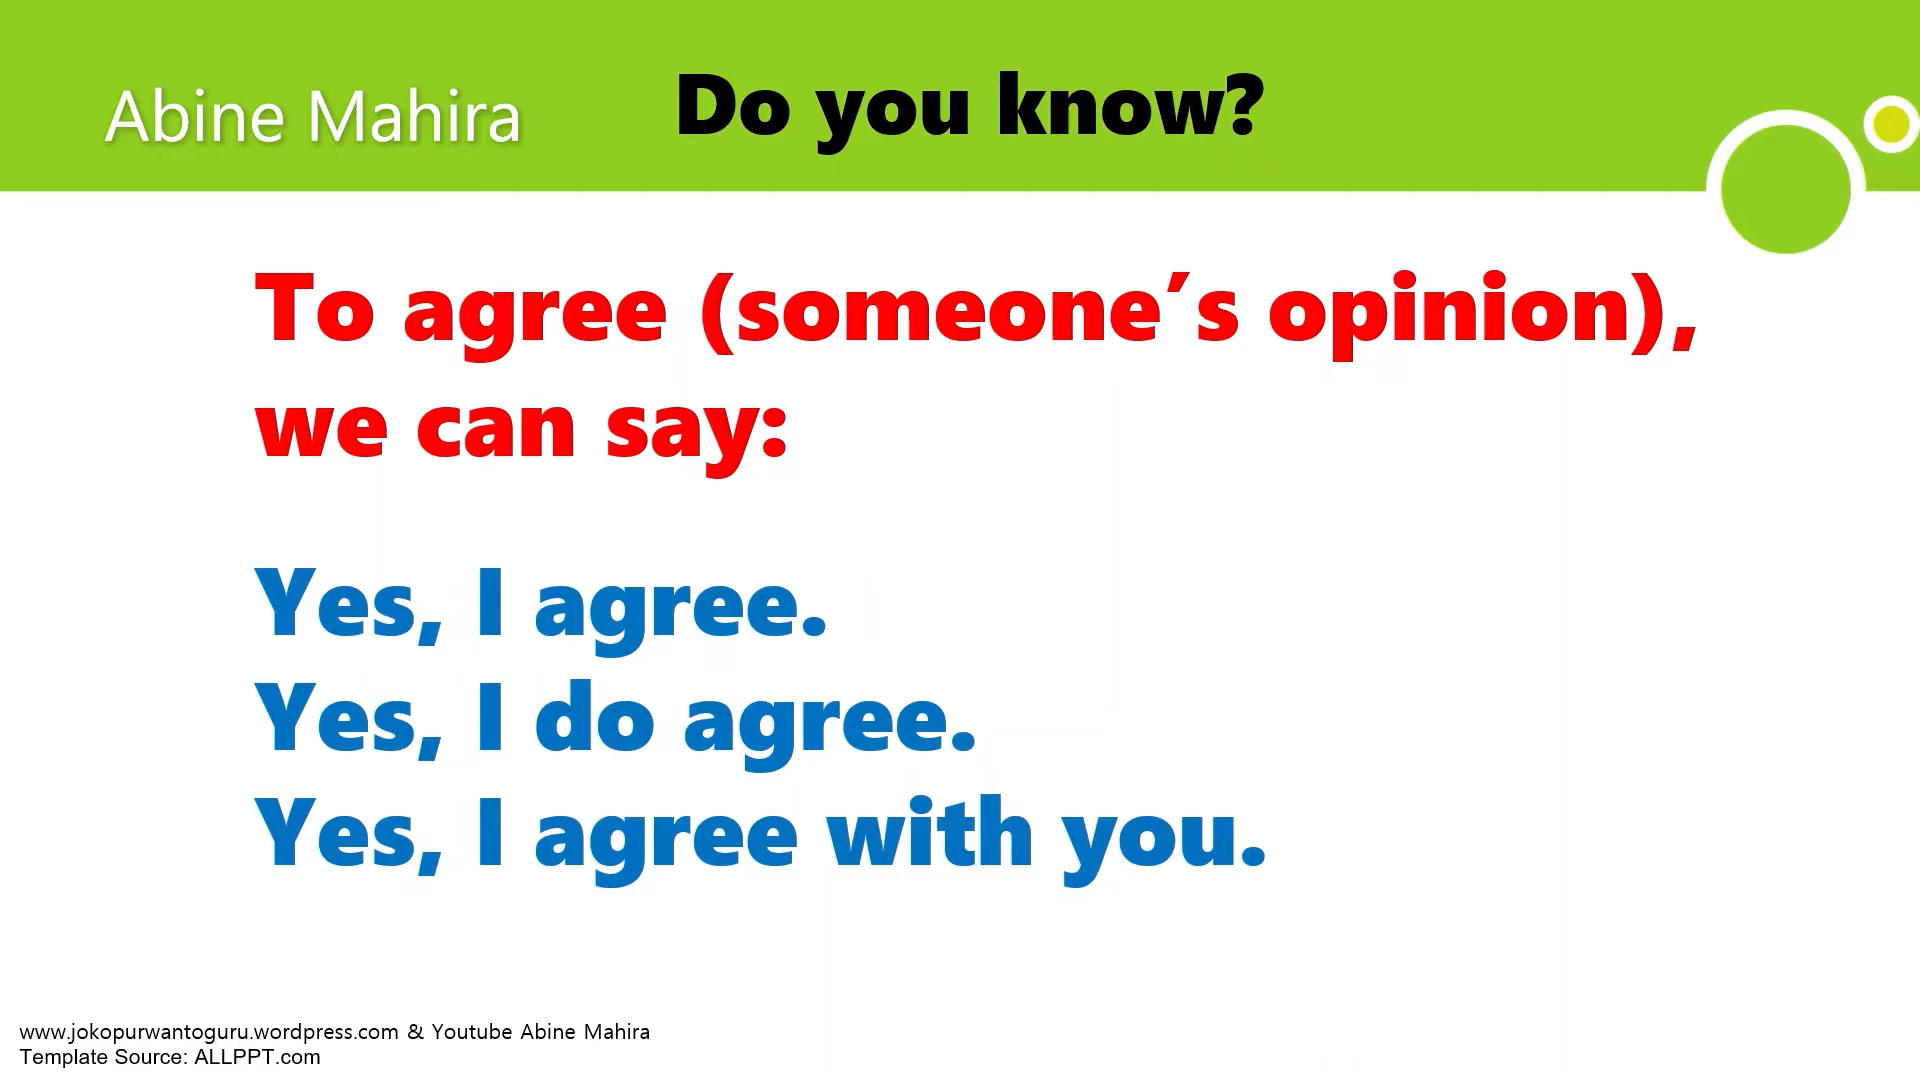 Abine Mahira
Do you know?
To agree (someone’s opinion),
we can say:
Yes, I agree.
Yes, I do agree.
Yes, I agree with you.
www.jokopurwantoguru.wordpress.com & Youtube Abine Mahira
Template Source: ALLPPT.com